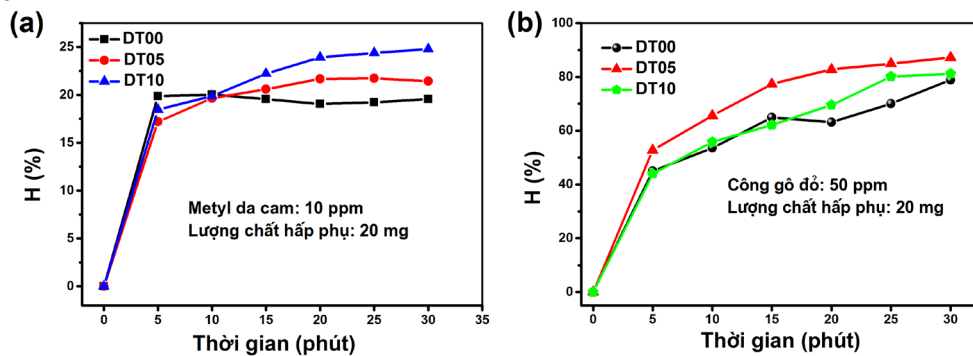 (a)
DT00
DT05
DT10
25
20
15
10
5
0
H (%)
Metyl da cam: 10 ppm
Lượng chất hấp phụ: 20 mg
0 5 10 15 20 25 30 35
Thời gian (phút)
(b)
DT00
DT05
DT10
100
80
60
40
20
0
H (%)
Công gô đỏ: 50 ppm
Lượng chất hấp phụ: 20 mg
0 5 10 15 20 25 30
Thời gian (phút)